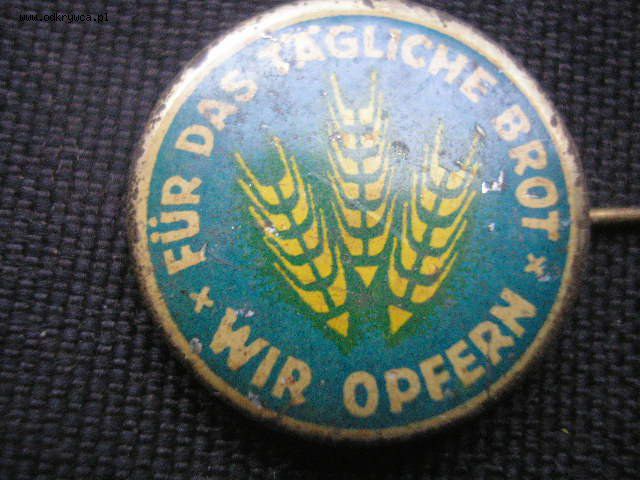 www.odkrywca.pl
FÜR DAS TÄGLICHE BROT
+ WIR OPFERN +